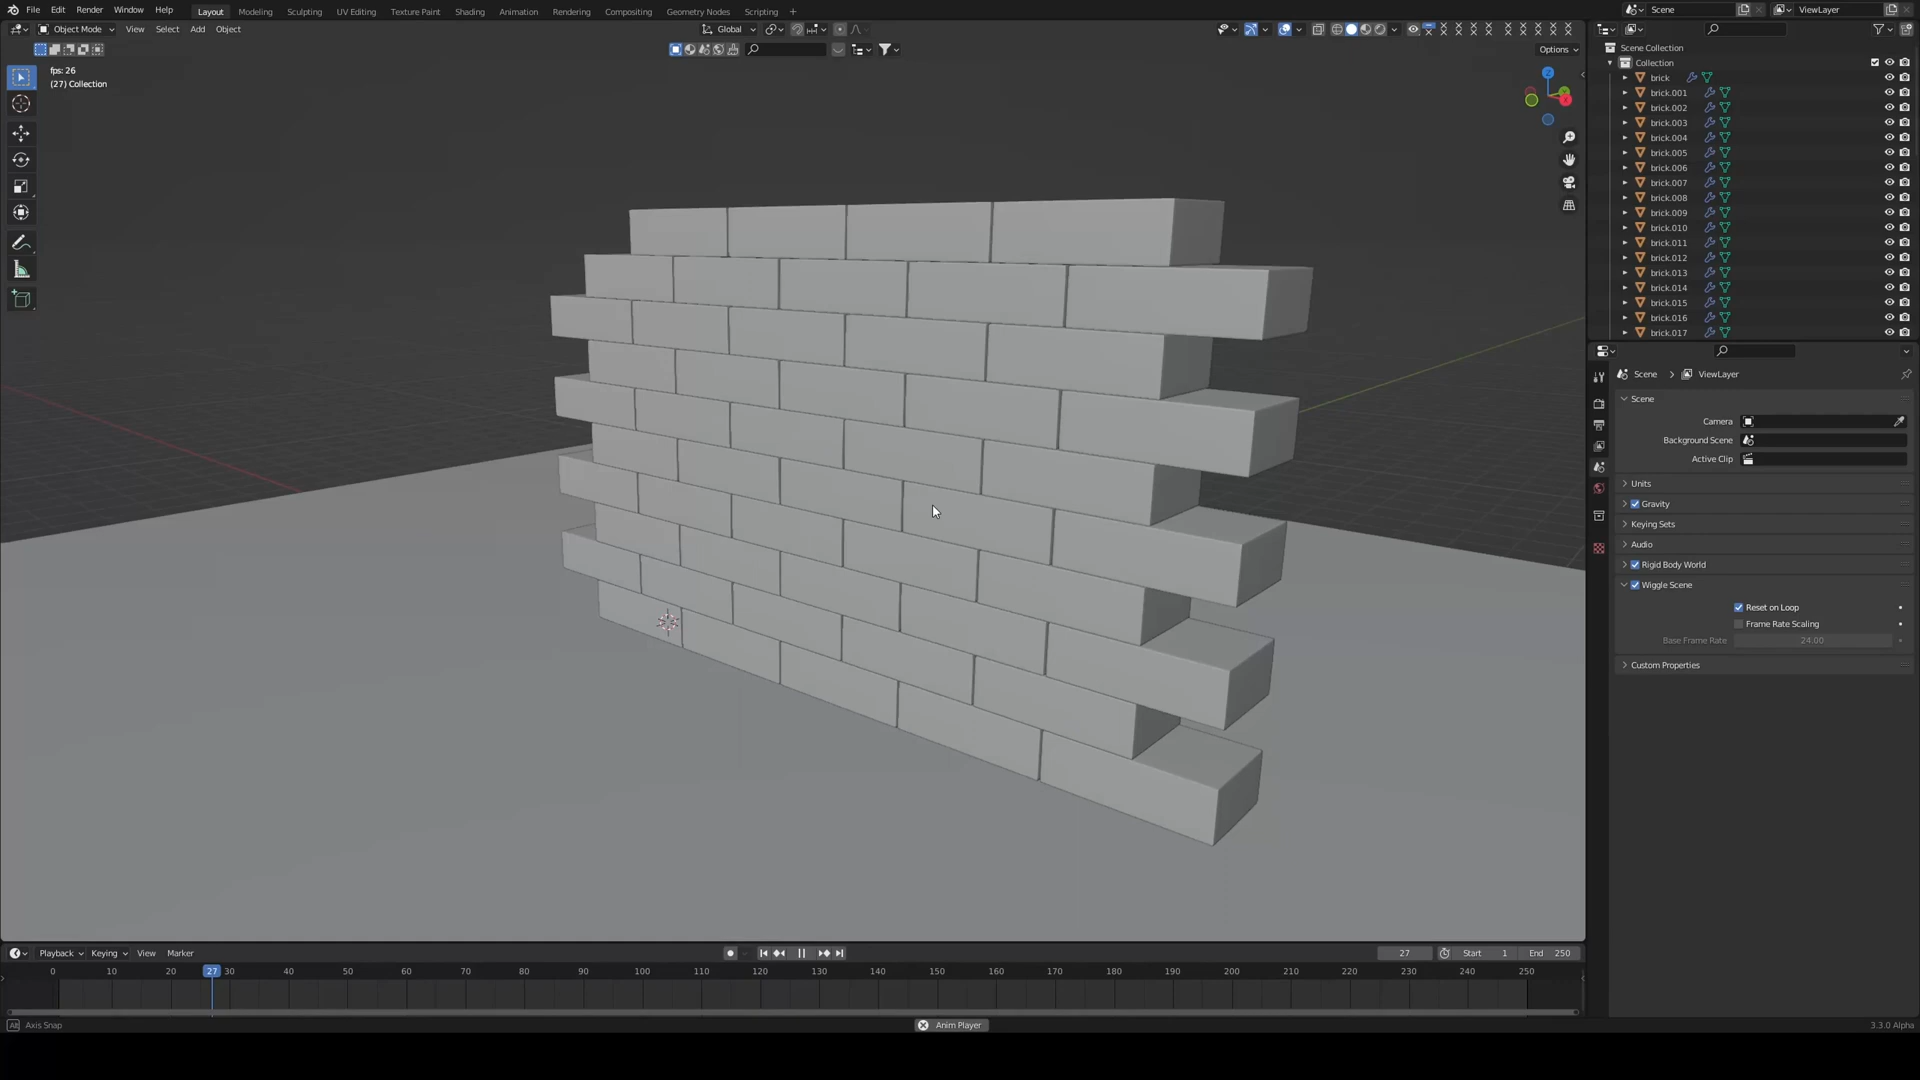 File Edit Render Window Help Layout Modeling Sculpting UV Editing Texture Paint Shading Animation Rendering Compositing Geometry Nodes Scripting + Scene ViewLayer
Object Mode View Select Add Object Global
Options
fps: 26
(27) Collection
Z
X
Scene Collection
Collection
brick
brick.001
brick.002
brick.003
brick.004
brick.005
brick.006
brick.007
brick.008
brick.009
brick.010
brick.011
brick.012
brick.013
brick.014
brick.015
brick.016
brick.017
Scene > ViewLayer
Scene
Camera
Background Scene
Active Clip
Units
Gravity
Keying Sets
Audio
Rigid Body World
Wiggle Scene
Reset on Loop
Frame Rate Scaling
Base Frame Rate 24.00
Custom Properties
Playback Keying View Marker 27 Start 1 End 250
0 10 20 27 30 40 50 60 70 80 90 100 110 120 130 140 150 160 170 180 190 200 210 220 230 240 250
Alt Axis Snap Anim Player 3.3.0 Alpha